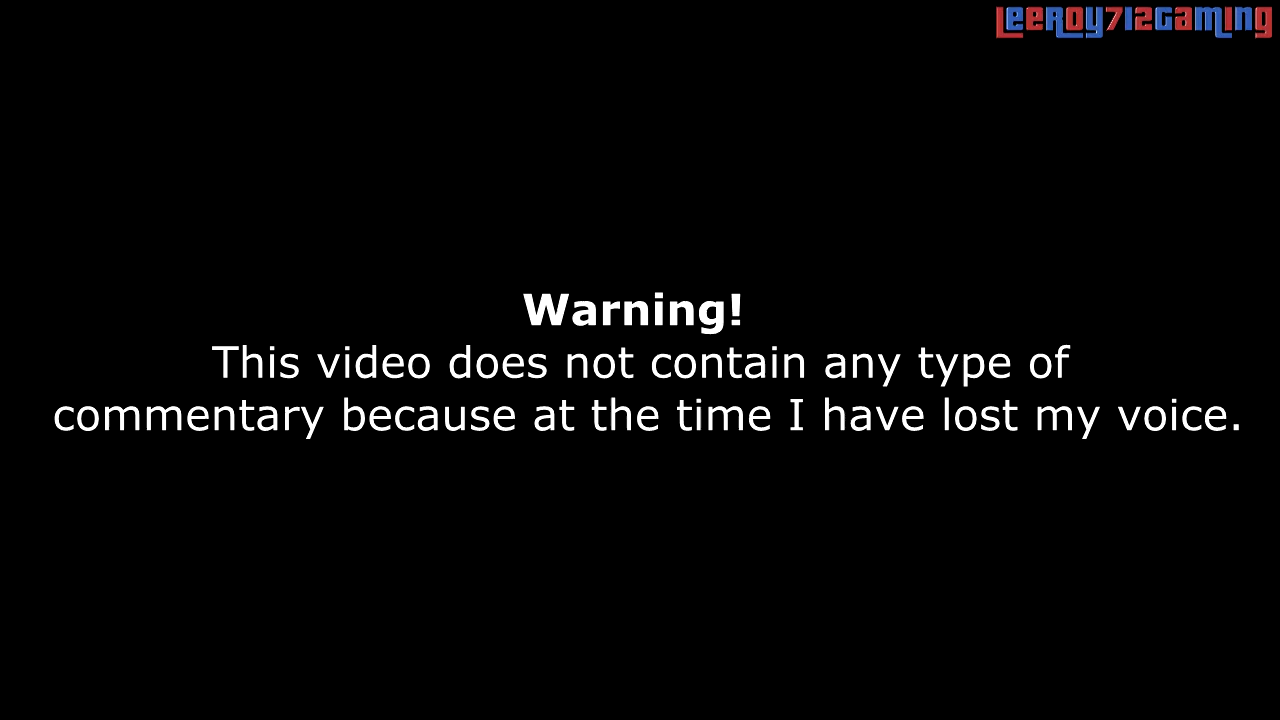 LEEROY712GAMING
Warning!
This video does not contain any type of
commentary because at the time I have lost my voice.